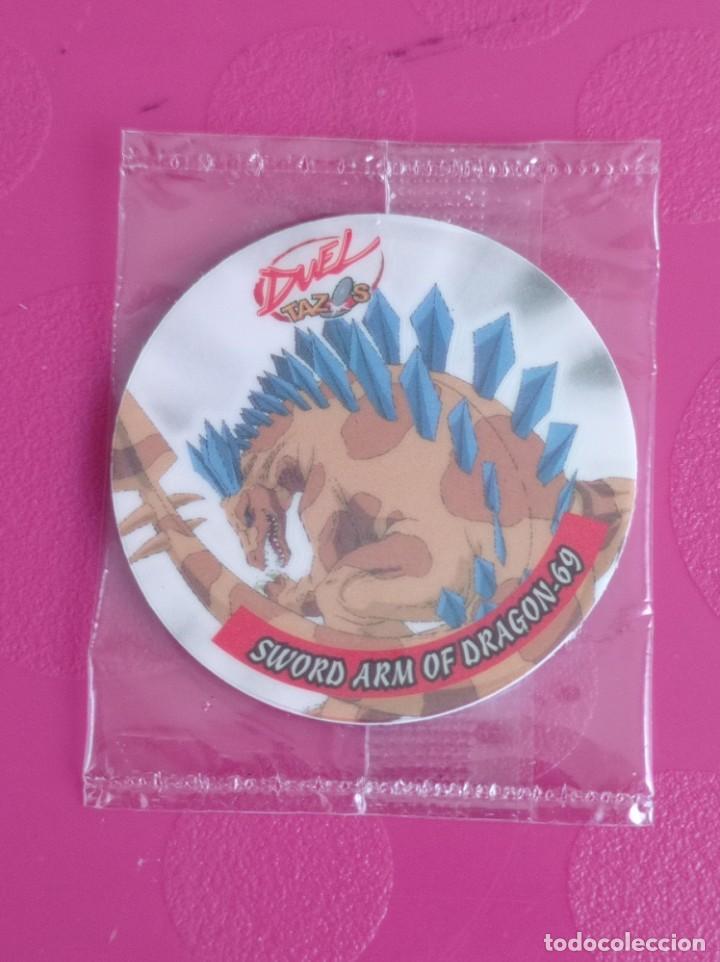 DUEL
TAZOS
SWORD ARM OF DRAGON-69
todocoleccion